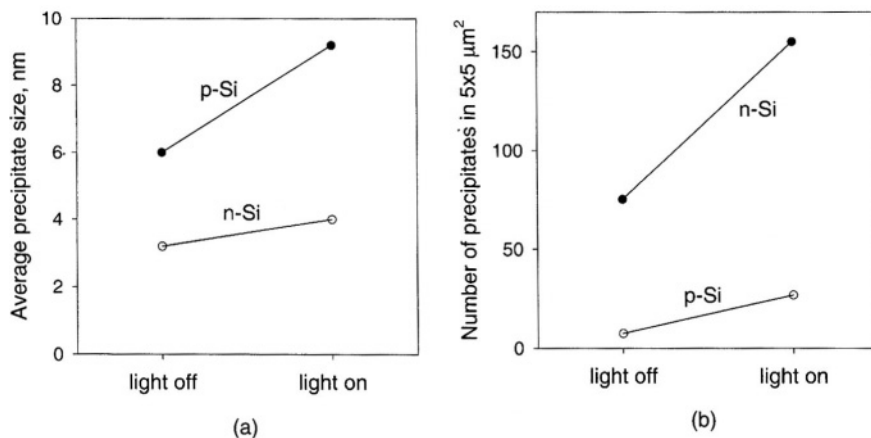 Average precipitate size, nm
10
8
6
4
2
0
p-Si
n-Si
light off
light on
(a)
Number of precipitates in 5x5 μm²
150
100
50
0
n-Si
p-Si
light off
light on
(b)